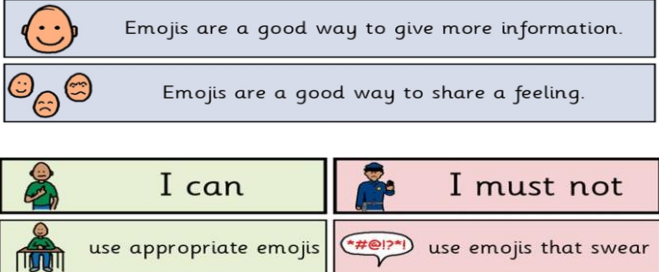 Emojis are a good way to give more information.
Emojis are a good way to share a feeling.
I can
I must not
use appropriate emojis
*#@!?*! use emojis that swear